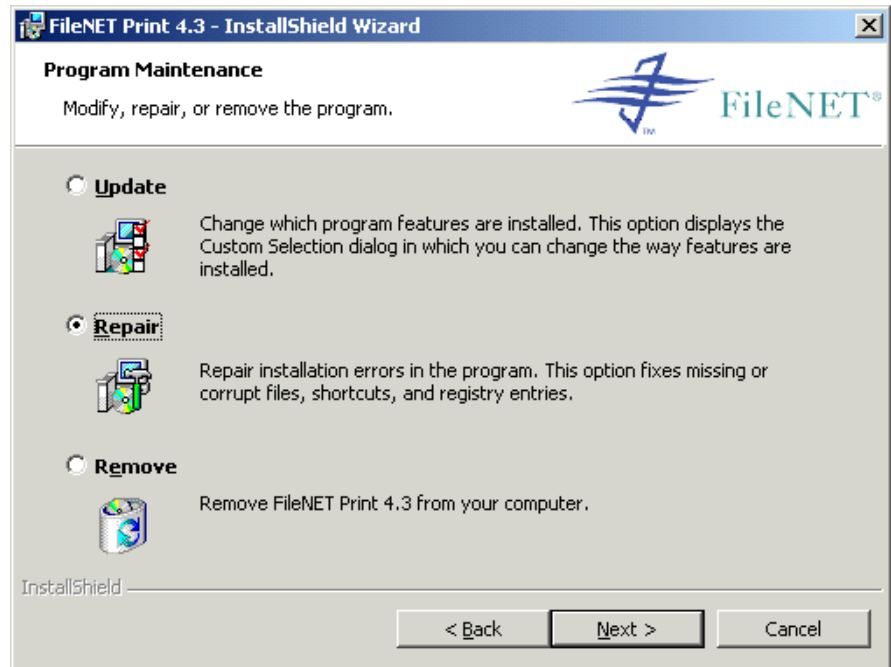 FileNET Print 4.3 - InstallShield Wizard
Program Maintenance
Modify, repair, or remove the program.
TM
FileNET®
Update
Change which program features are installed. This option displays the
Custom Selection dialog in which you can change the way features are
installed.
Repair
Repair installation errors in the program. This option fixes missing or
corrupt files, shortcuts, and registry entries.
Remove
Remove FileNET Print 4.3 from your computer.
InstallShield
< Back
Next >
Cancel